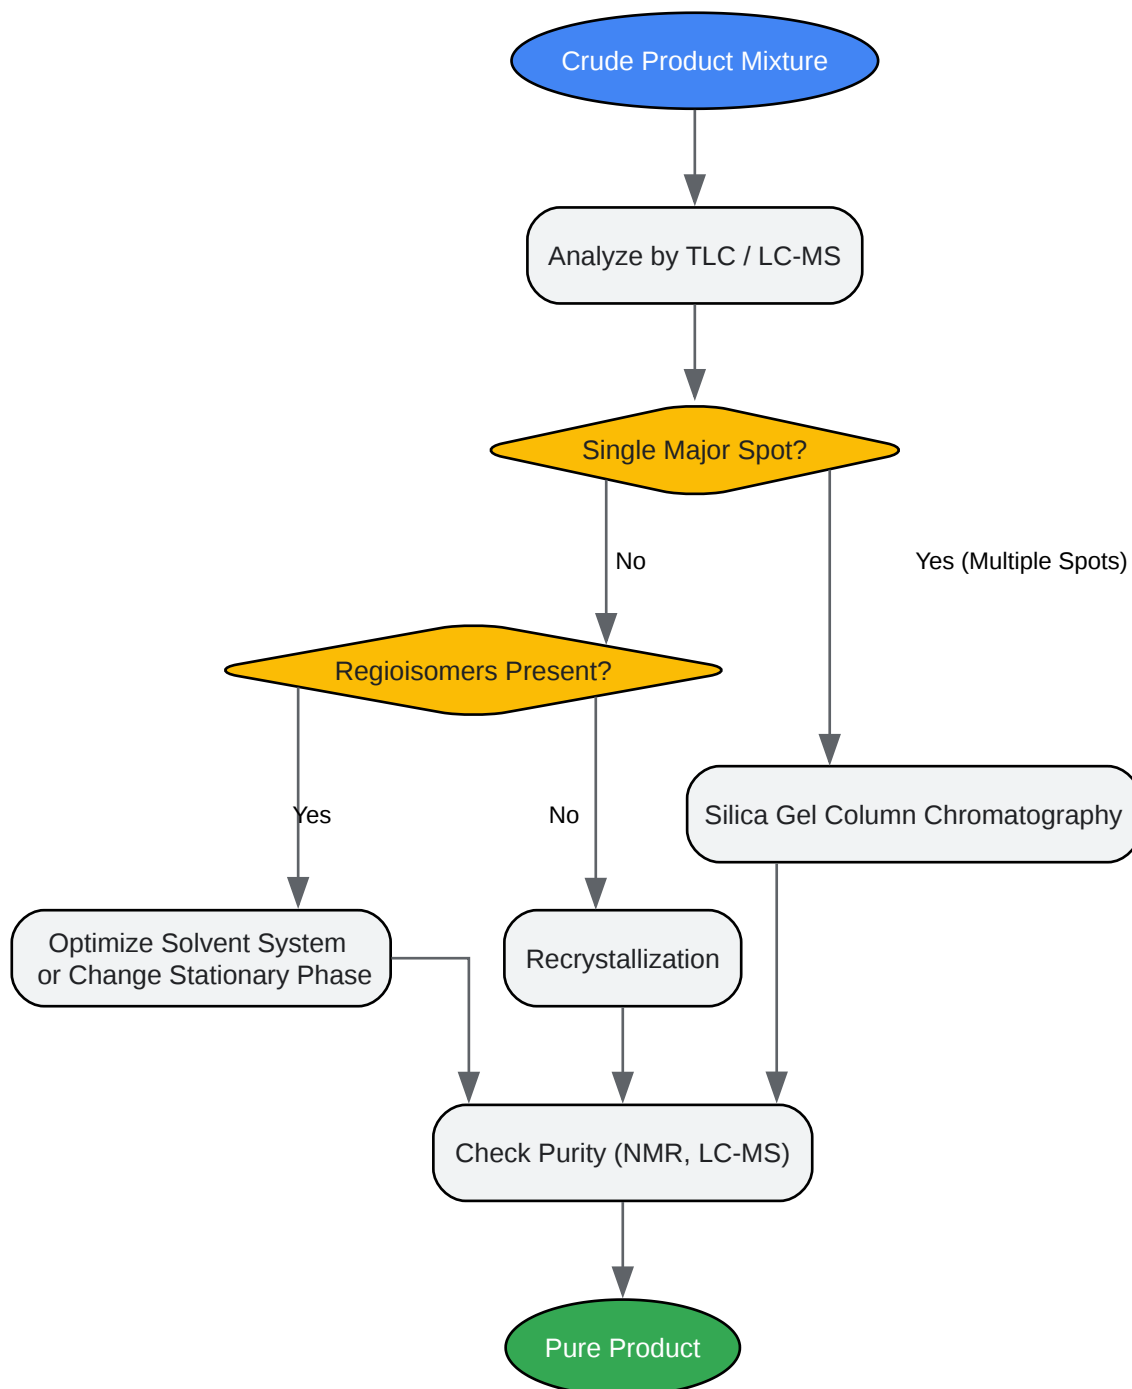 Crude Product Mixture
Analyze by TLC / LC-MS
Single Major Spot?
No
Yes (Multiple Spots)
Regioisomers Present?
Yes
No
Silica Gel Column Chromatography
Optimize Solvent System
or Change Stationary Phase
Recrystallization
Check Purity (NMR, LC-MS)
Pure Product